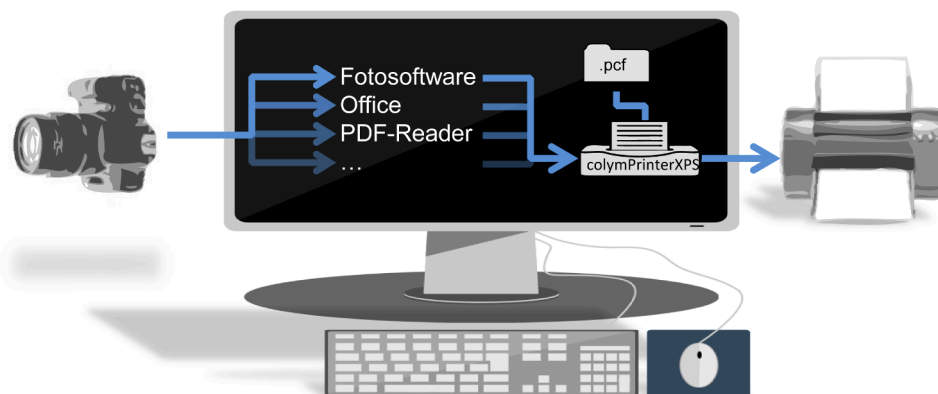 Fotosoftware
Office
PDF-Reader
...
.pcf
colymPrinterXPS